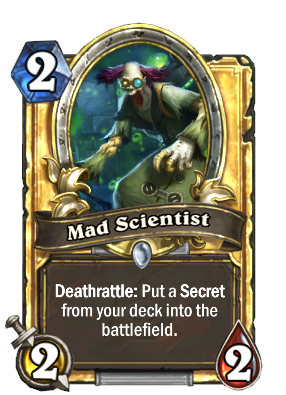 2
Mad Scientist
Deathrattle: Put a Secret
from your deck into the
battlefield.
2
2